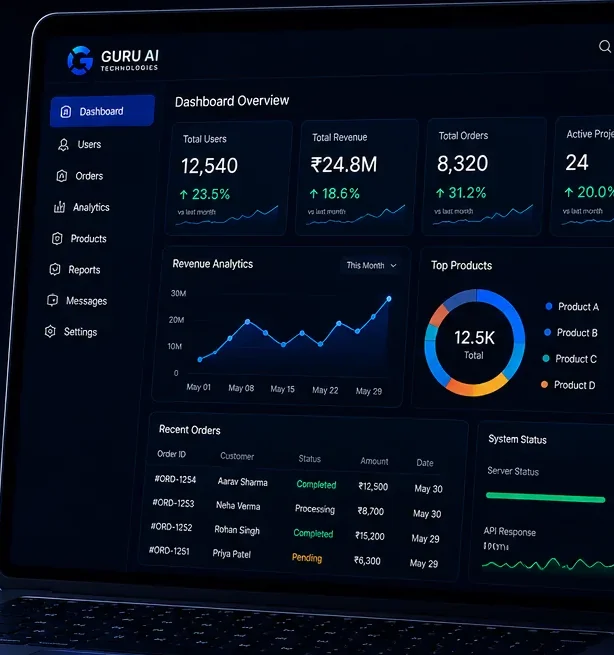 GURU AI
TECHNOLOGIES
Dashboard
Users
Orders
Analytics
Products
Reports
Messages
Settings
Dashboard Overview
Total Users
12,540
↑ 23.5%
vs last month
Total Revenue
₹24.8M
↑ 18.6%
vs last month
Total Orders
8,320
↑ 31.2%
vs last month
Active Proje
24
↑ 20.0%
vs last month
Revenue Analytics
This Month
30M
20M
10M
0
May 01 May 08 May 15 May 22 May 29
Top Products
12.5K
Total
Product A
Product B
Product C
Product D
Recent Orders
Order ID Customer Status Amount Date
#ORD-1254 Aarav Sharma Completed ₹12,500 May 30
#ORD-1253 Neha Verma Processing ₹8,700 May 30
#ORD-1252 Rohan Singh Completed ₹15,200 May 29
#ORD-1251 Priya Patel Pending ₹6,300 May 29
System Status
Server Status
API Response